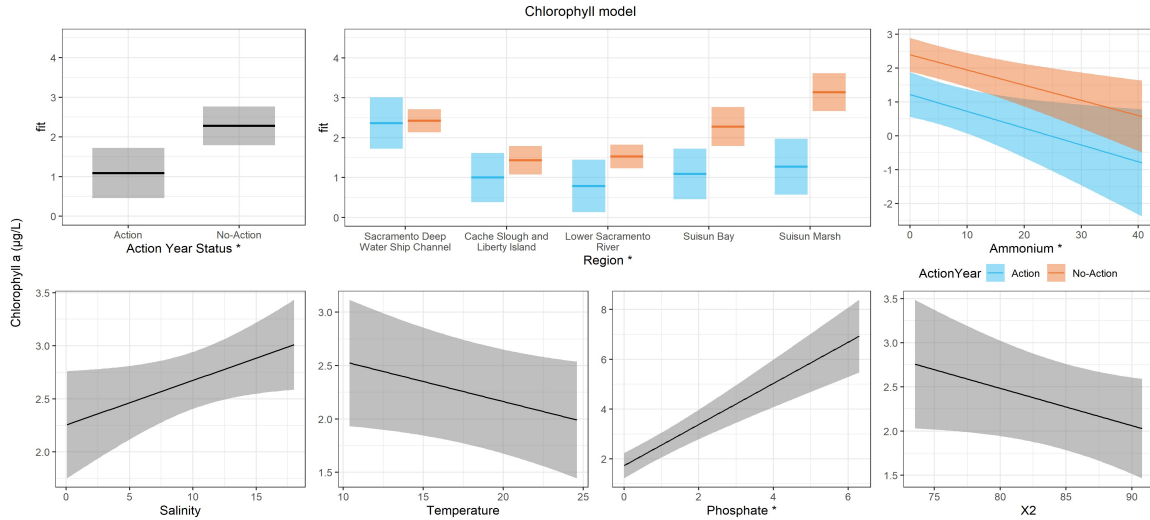 Chlorophyll model
Chlorophyll a (µg/L)
fit
4
3
2
1
0
Action
No-Action
Action Year Status *
fit
4
3
2
1
0
Sacramento Deep
Water Ship Channel
Cache Slough and
Liberty Island
Lower Sacramento
River
Suisun Bay
Suisun Marsh
Region *
3
2
1
0
-1
-2
0
10
20
30
40
Ammonium *
ActionYear
Action
No-Action
3.5
3.0
2.5
2.0
0
5
10
15
Salinity
3.0
2.5
2.0
1.5
10
15
20
25
Temperature
8
6
4
2
0
2
4
6
Phosphate *
3.5
3.0
2.5
2.0
1.5
75
80
85
90
X2